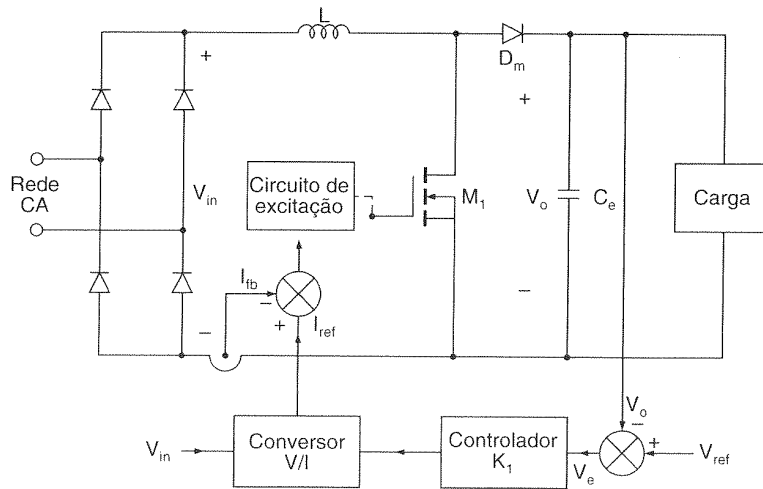 L
+
D_m
+
Rede
CA
V_in
Circuito de
excitação
M_1
V_o
C_e
Carga
I_fb
−
−
−
+
I_ref
V_o
−
V_in
Conversor
V/I
Controlador
K_1
V_e
+
V_ref